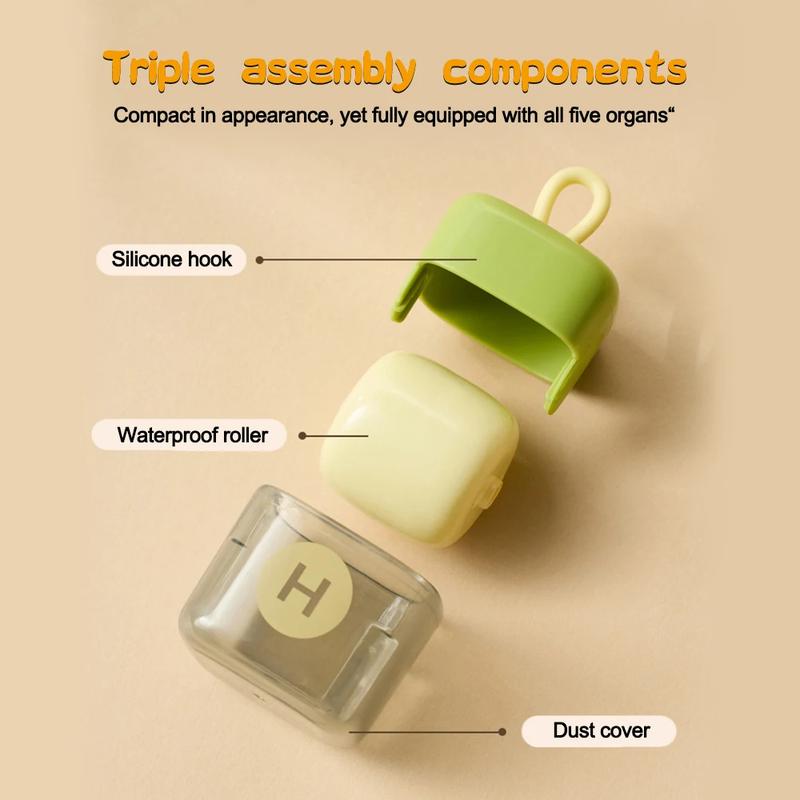 Triple assembly components
Compact in appearance, yet fully equipped with all five organs“
Silicone hook
Waterproof roller
H
Dust cover